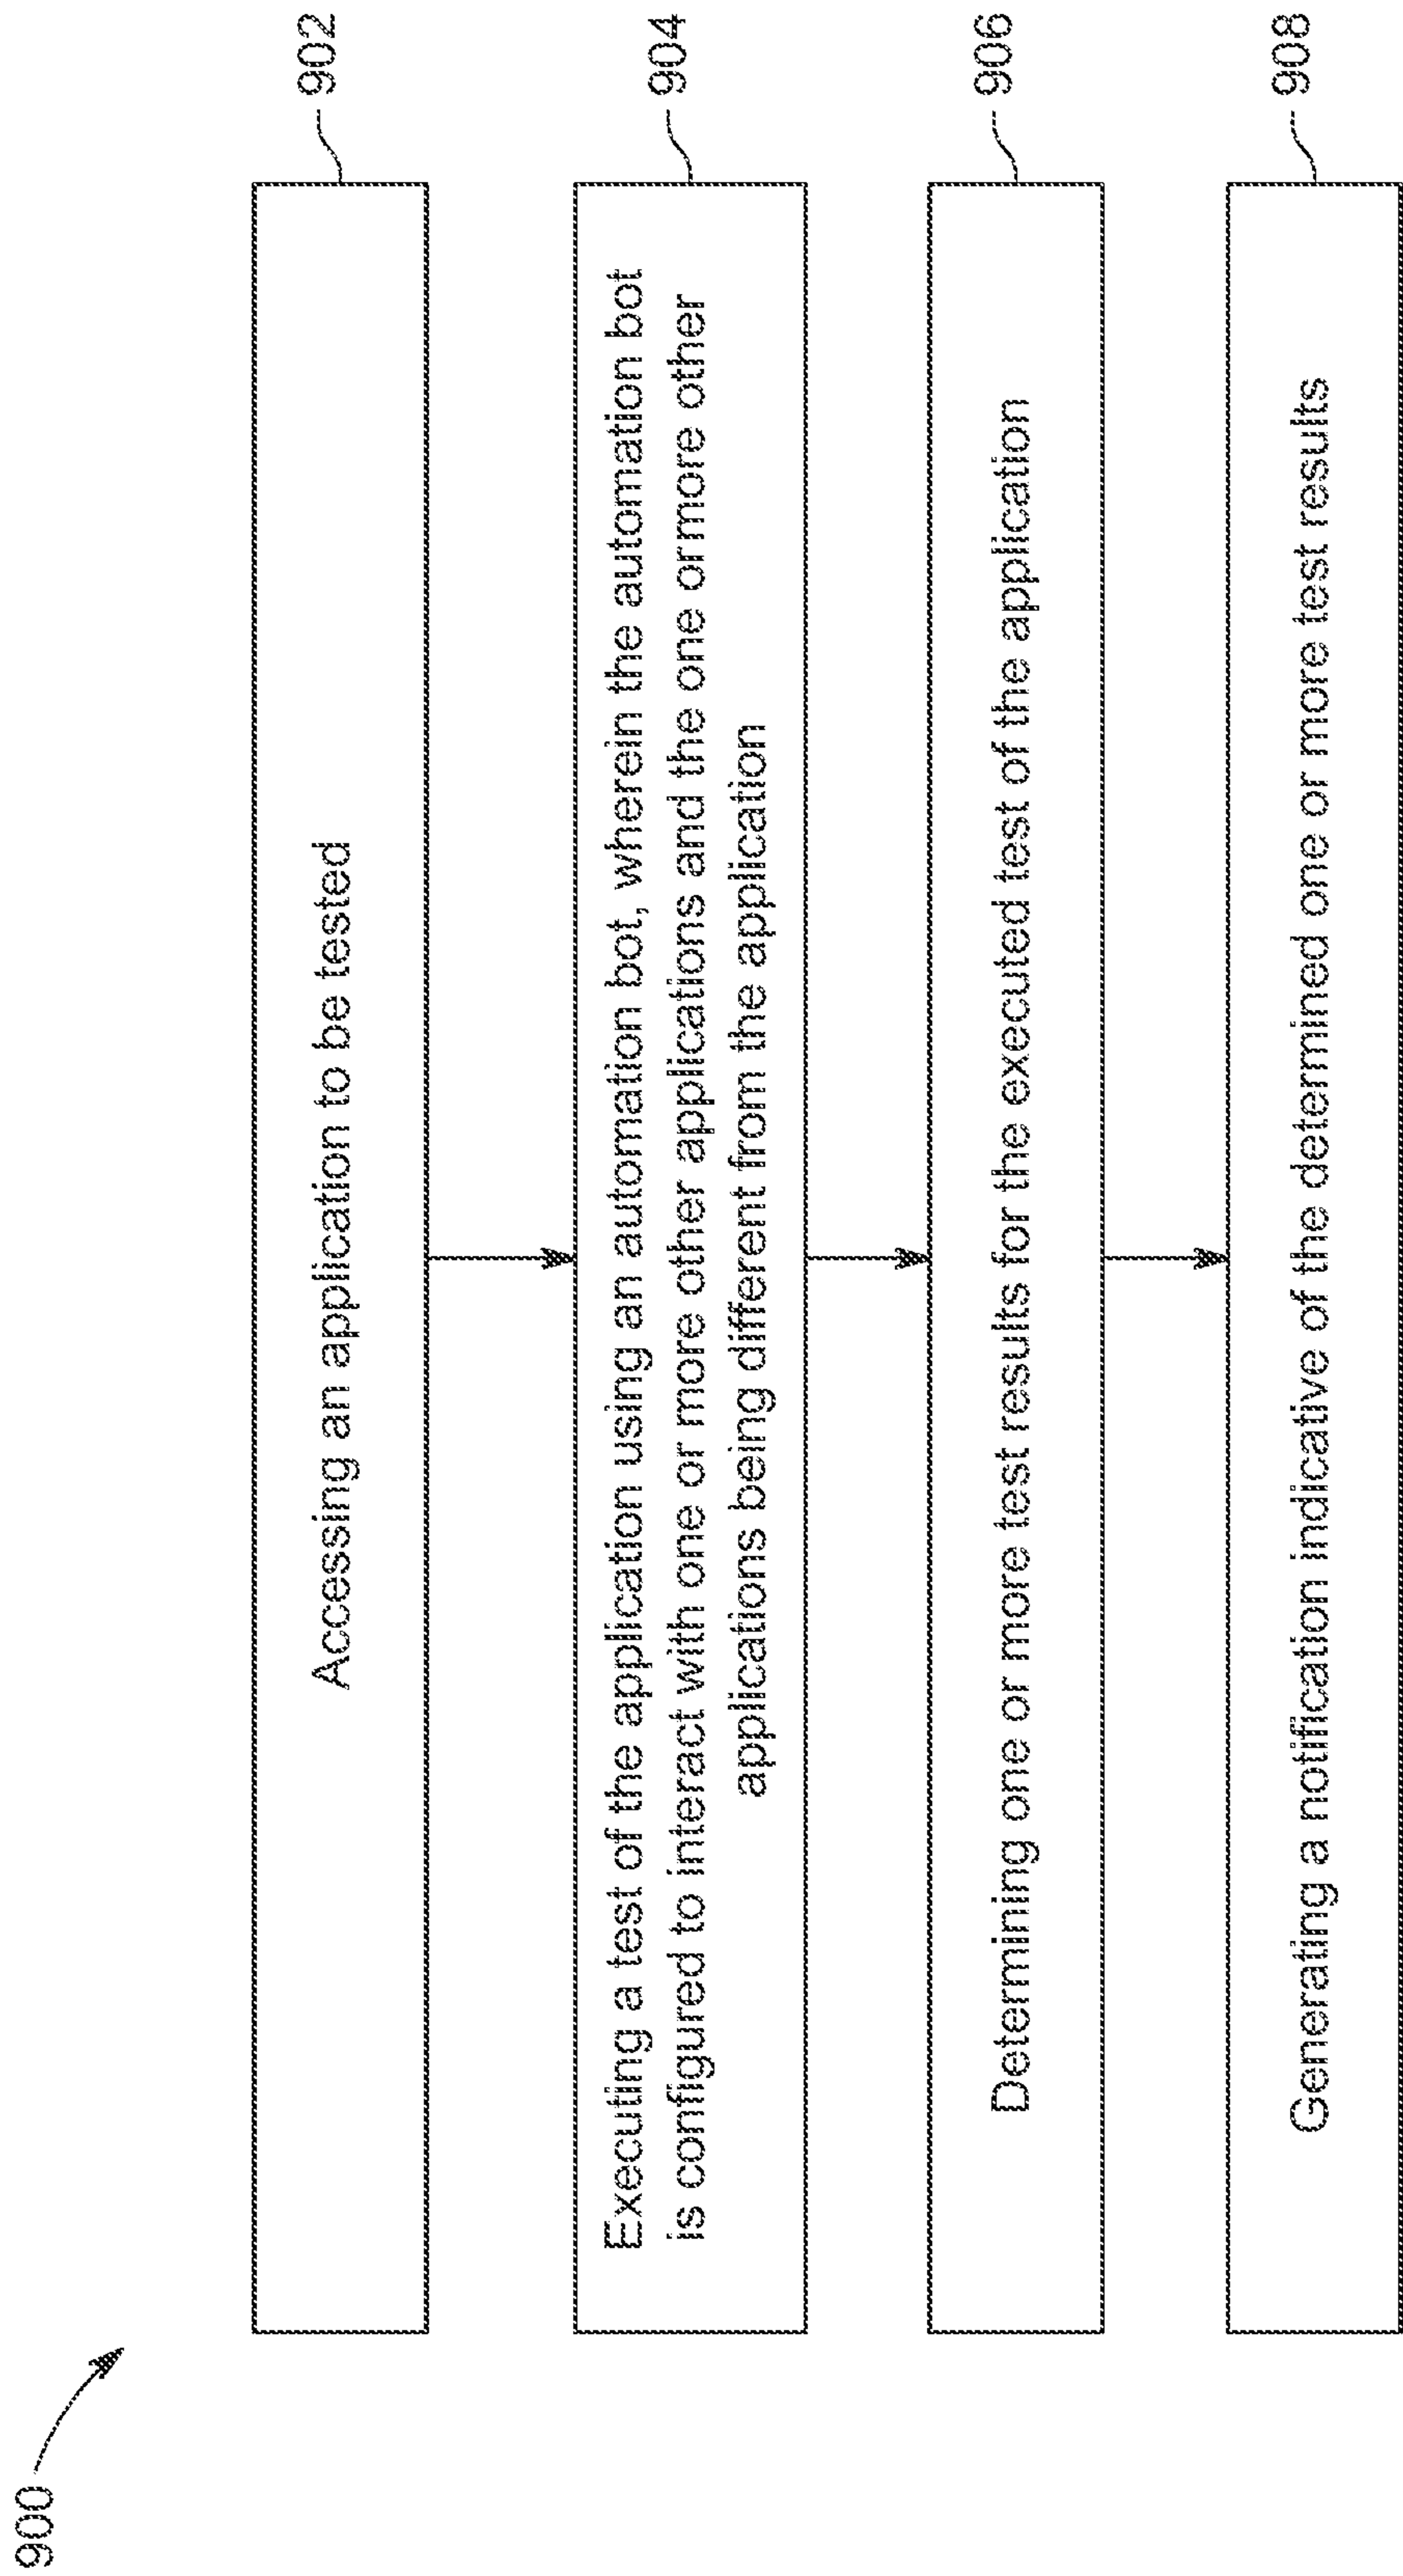 900
Accessing an application to be tested
902
Executing a test of the application using an automation bot, wherein the automation bot
is configured to interact with one or more other applications and the one ormore other
applications being different from the application
904
Determining one or more test results for the executed test of the application
906
Generating a notification indicative of the determined one or more test results
908